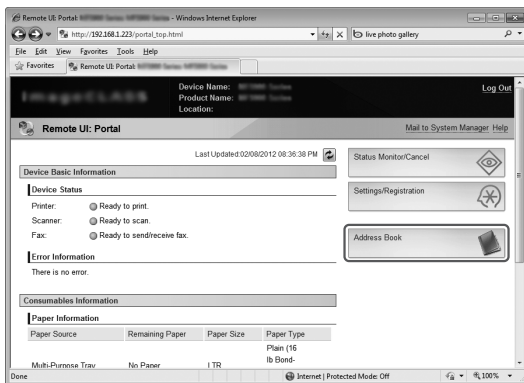 Remote UI: Portal: - Windows Internet Explorer
http://192.168.1.223/portal_top.html
live photo gallery
File Edit View Favorites Tools Help
Favorites Remote UI: Portal:
Device Name:
Product Name:
Location:
Log Out
Remote UI: Portal
Mail to System Manager Help
Last Updated:02/08/2012 08:36:38 PM
Device Basic Information
Device Status
Printer: Ready to print.
Scanner: Ready to scan.
Fax: Ready to send/receive fax.
Error Information
There is no error.
Consumables Information
Paper Information
Paper Source Remaining Paper Paper Size Paper Type
Plain (16
lb Bond-
Multi-Purpose Tray No Paper LTR
Status Monitor/Cancel
Settings/Registration
Address Book
Done
Internet | Protected Mode: Off
100%